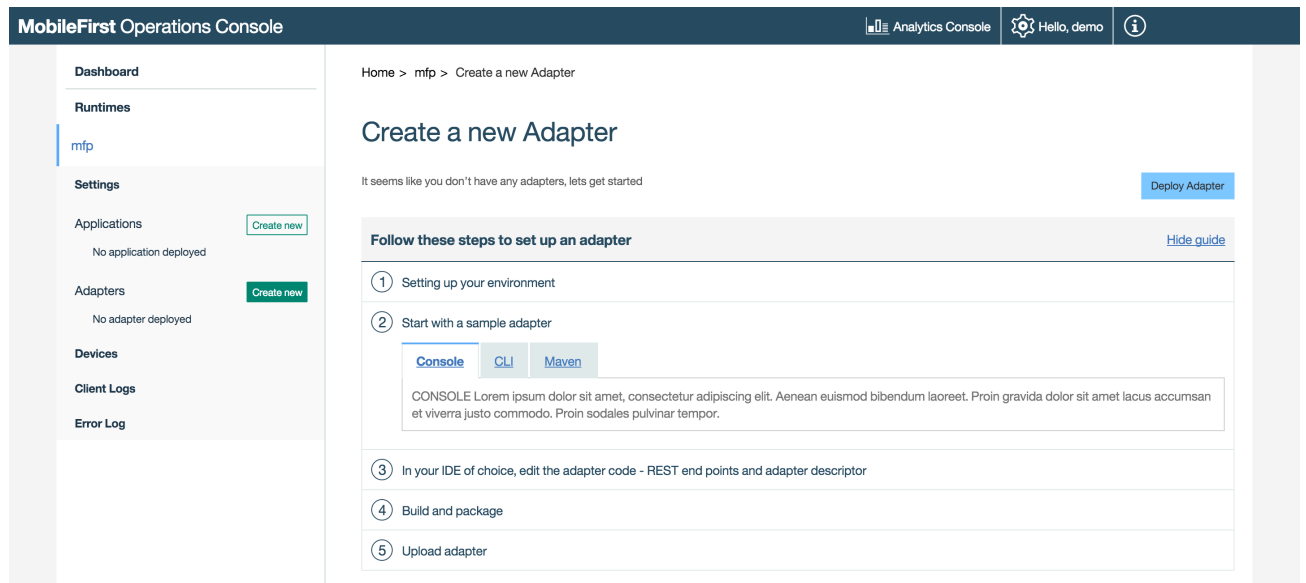 MobileFirst Operations Console
Analytics Console
Hello, demo
Dashboard
Runtimes
mfp
Settings
Applications
Create new
No application deployed
Adapters
Create new
No adapter deployed
Devices
Client Logs
Error Log
Home > mfp > Create a new Adapter
Create a new Adapter
It seems like you don't have any adapters, lets get started
Deploy Adapter
Follow these steps to set up an adapter
Hide guide
1 Setting up your environment
2 Start with a sample adapter
Console CLI Maven
CONSOLE Lorem ipsum dolor sit amet, consectetur adipiscing elit. Aenean euismod bibendum laoreet. Proin gravida dolor sit amet lacus accumsan
et viverra justo commodo. Proin sodales pulvinar tempor.
3 In your IDE of choice, edit the adapter code - REST end points and adapter descriptor
4 Build and package
5 Upload adapter